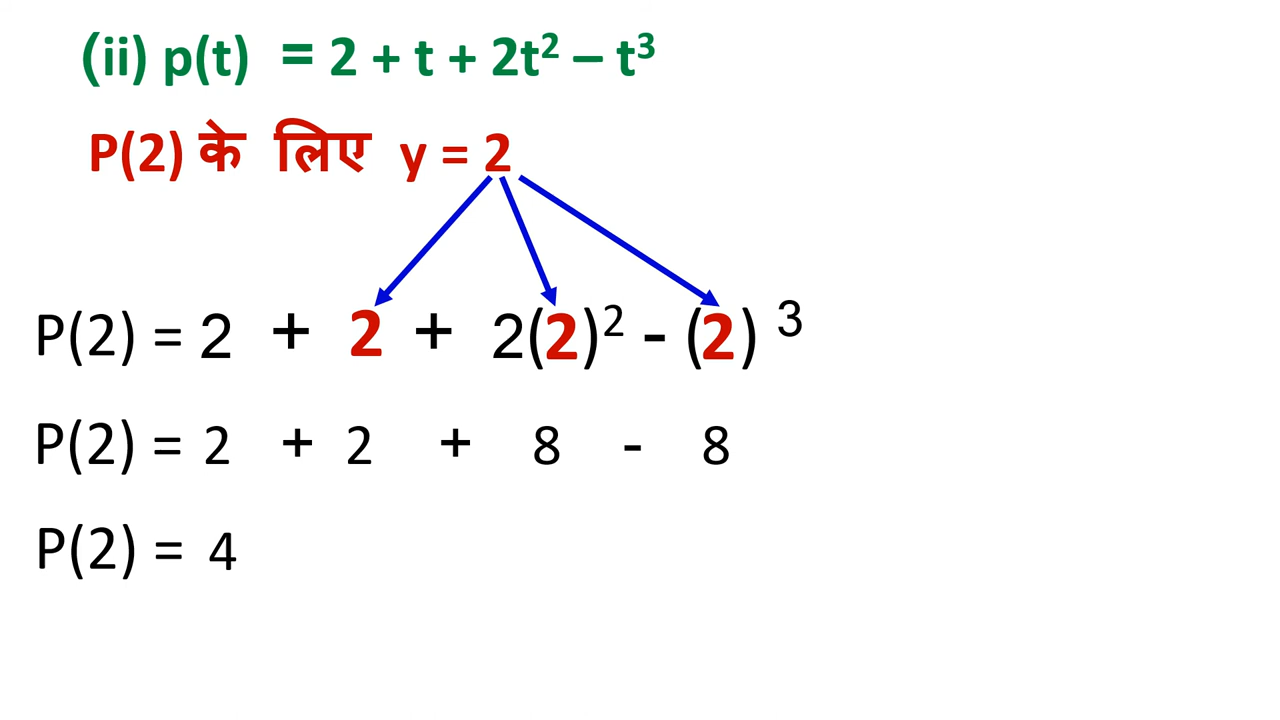 (ii) p(t) = 2 + t + 2t² – t³
P(2) के लिए y = 2
P(2) = 2 + 2 + 2(2)² - (2) ³
P(2) = 2 + 2 + 8 - 8
P(2) = 4